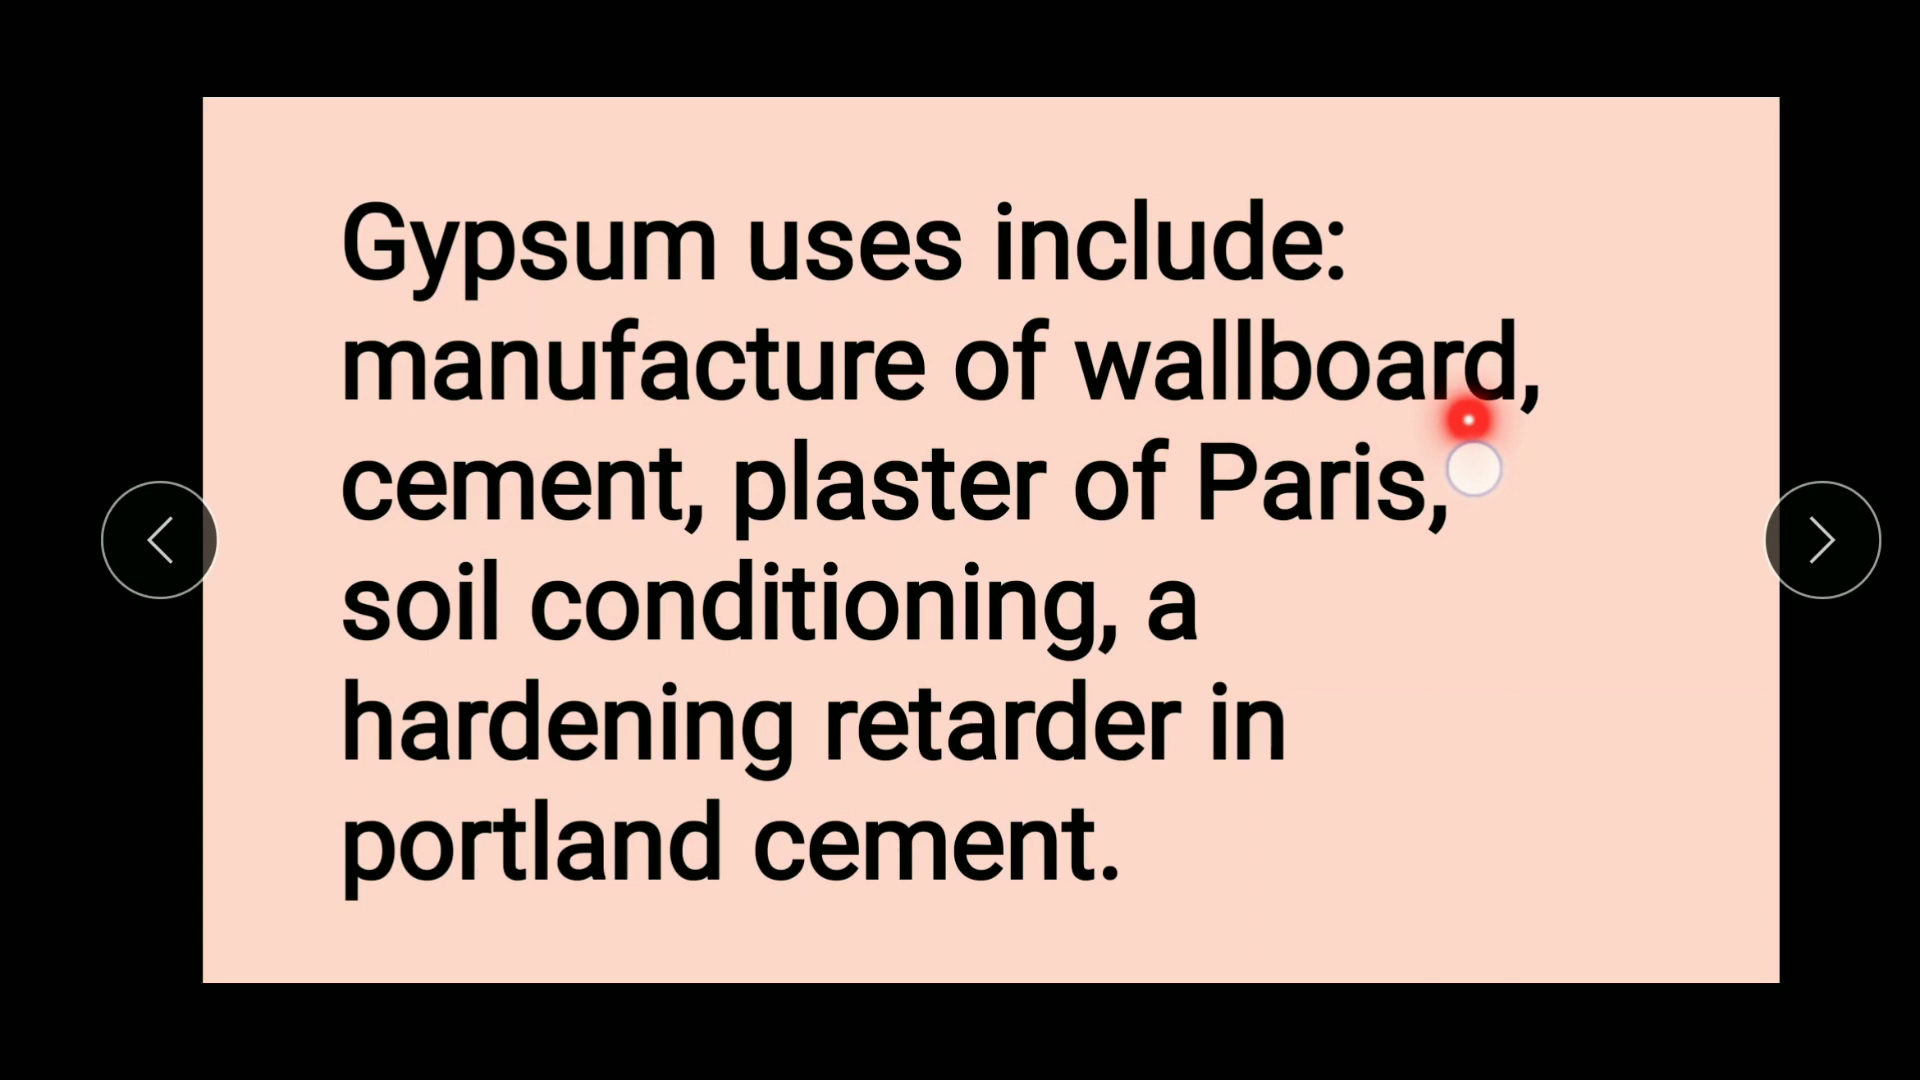 Gypsum uses include:
manufacture of wallboard,
cement, plaster of Paris,
soil conditioning, a
hardening retarder in
portland cement.